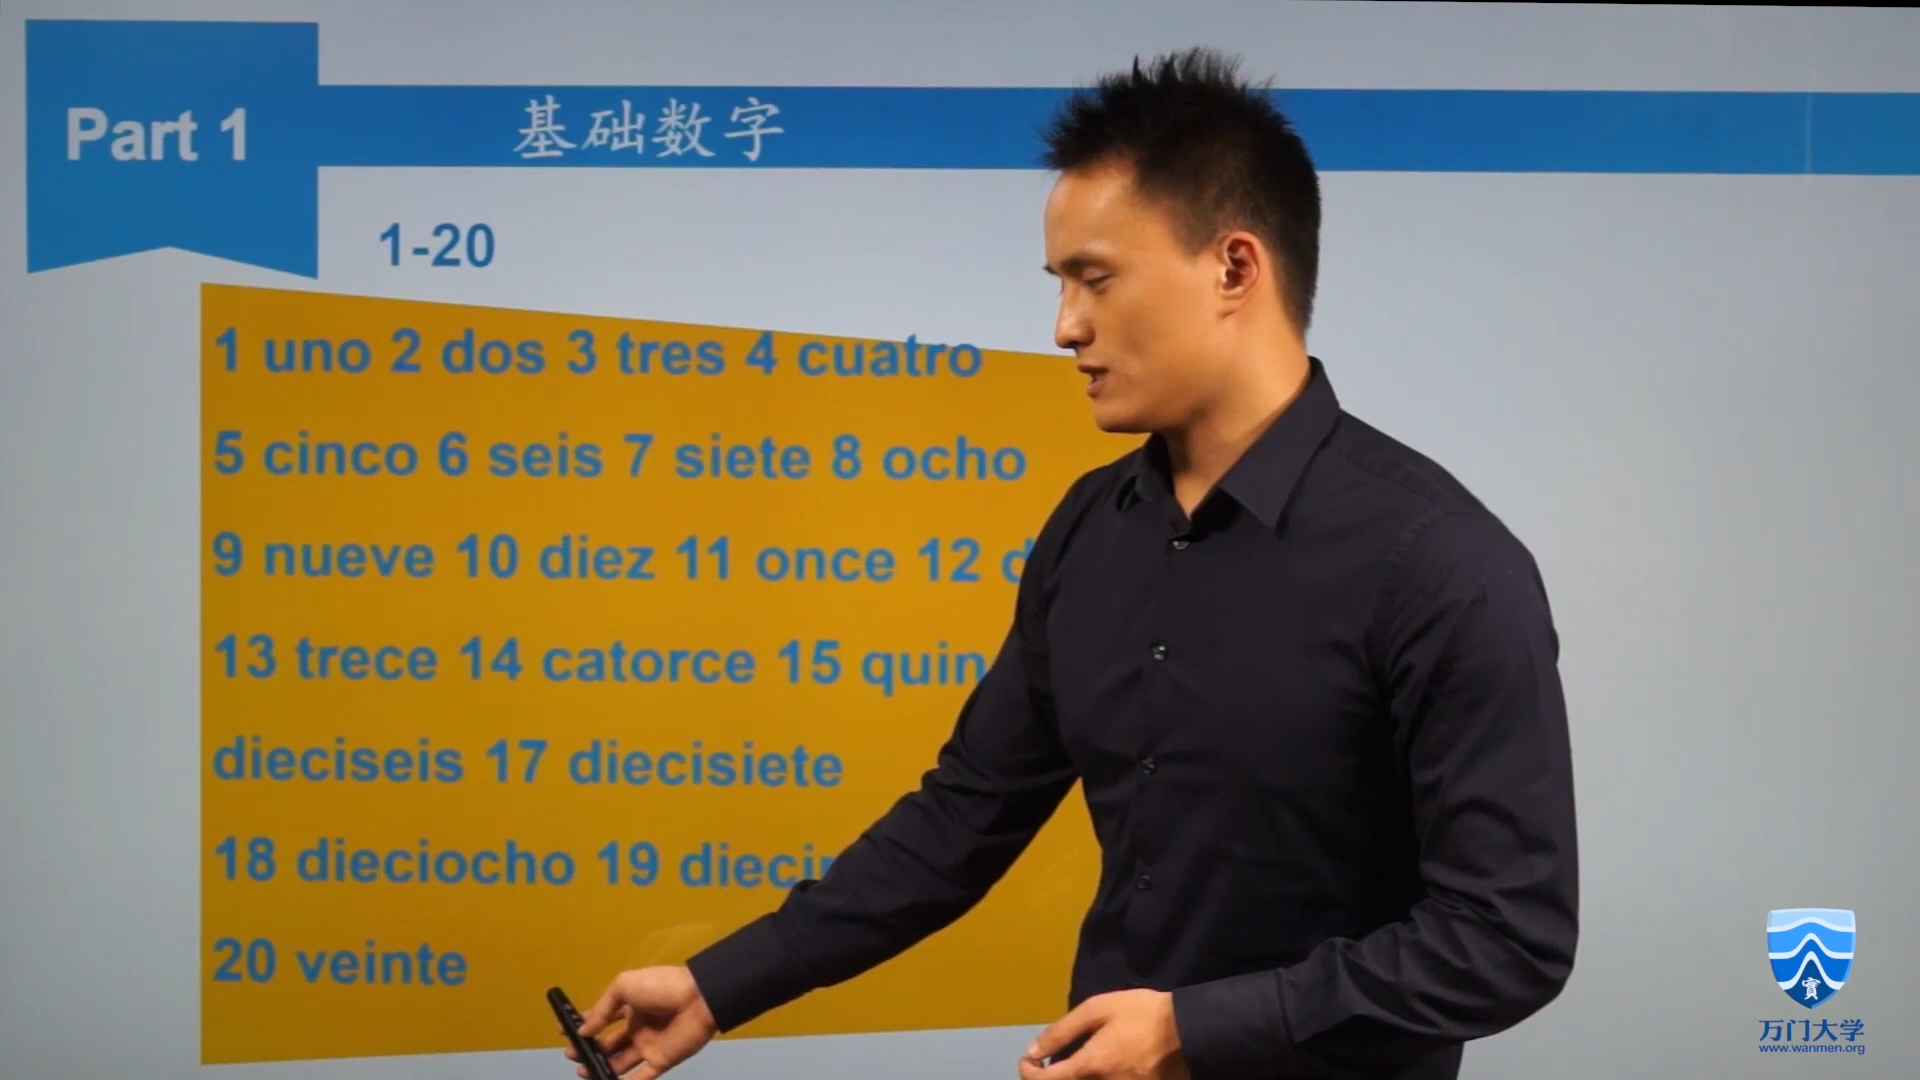 Part 1
基础数字
1-20
1 uno 2 dos 3 tres 4 cuatro
5 cinco 6 seis 7 siete 8 ocho
9 nueve 10 diez 11 once 12
13 trece 14 catorce 15
dieciseis 17 diecisiete
18 dieciocho 19
20 veinte
實
万门大学
www.wanmen.org